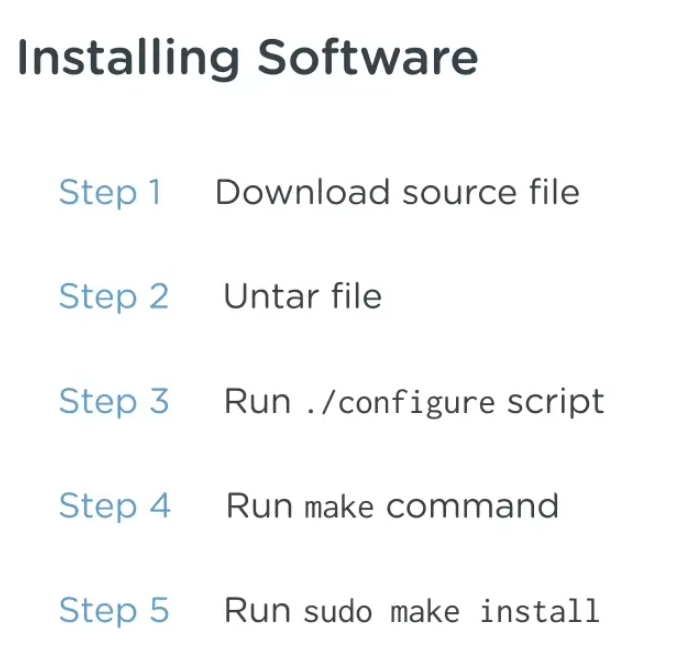 Installing Software
Step 1 Download source file
Step 2 Untar file
Step 3 Run ./configure script
Step 4 Run make command
Step 5 Run sudo make install